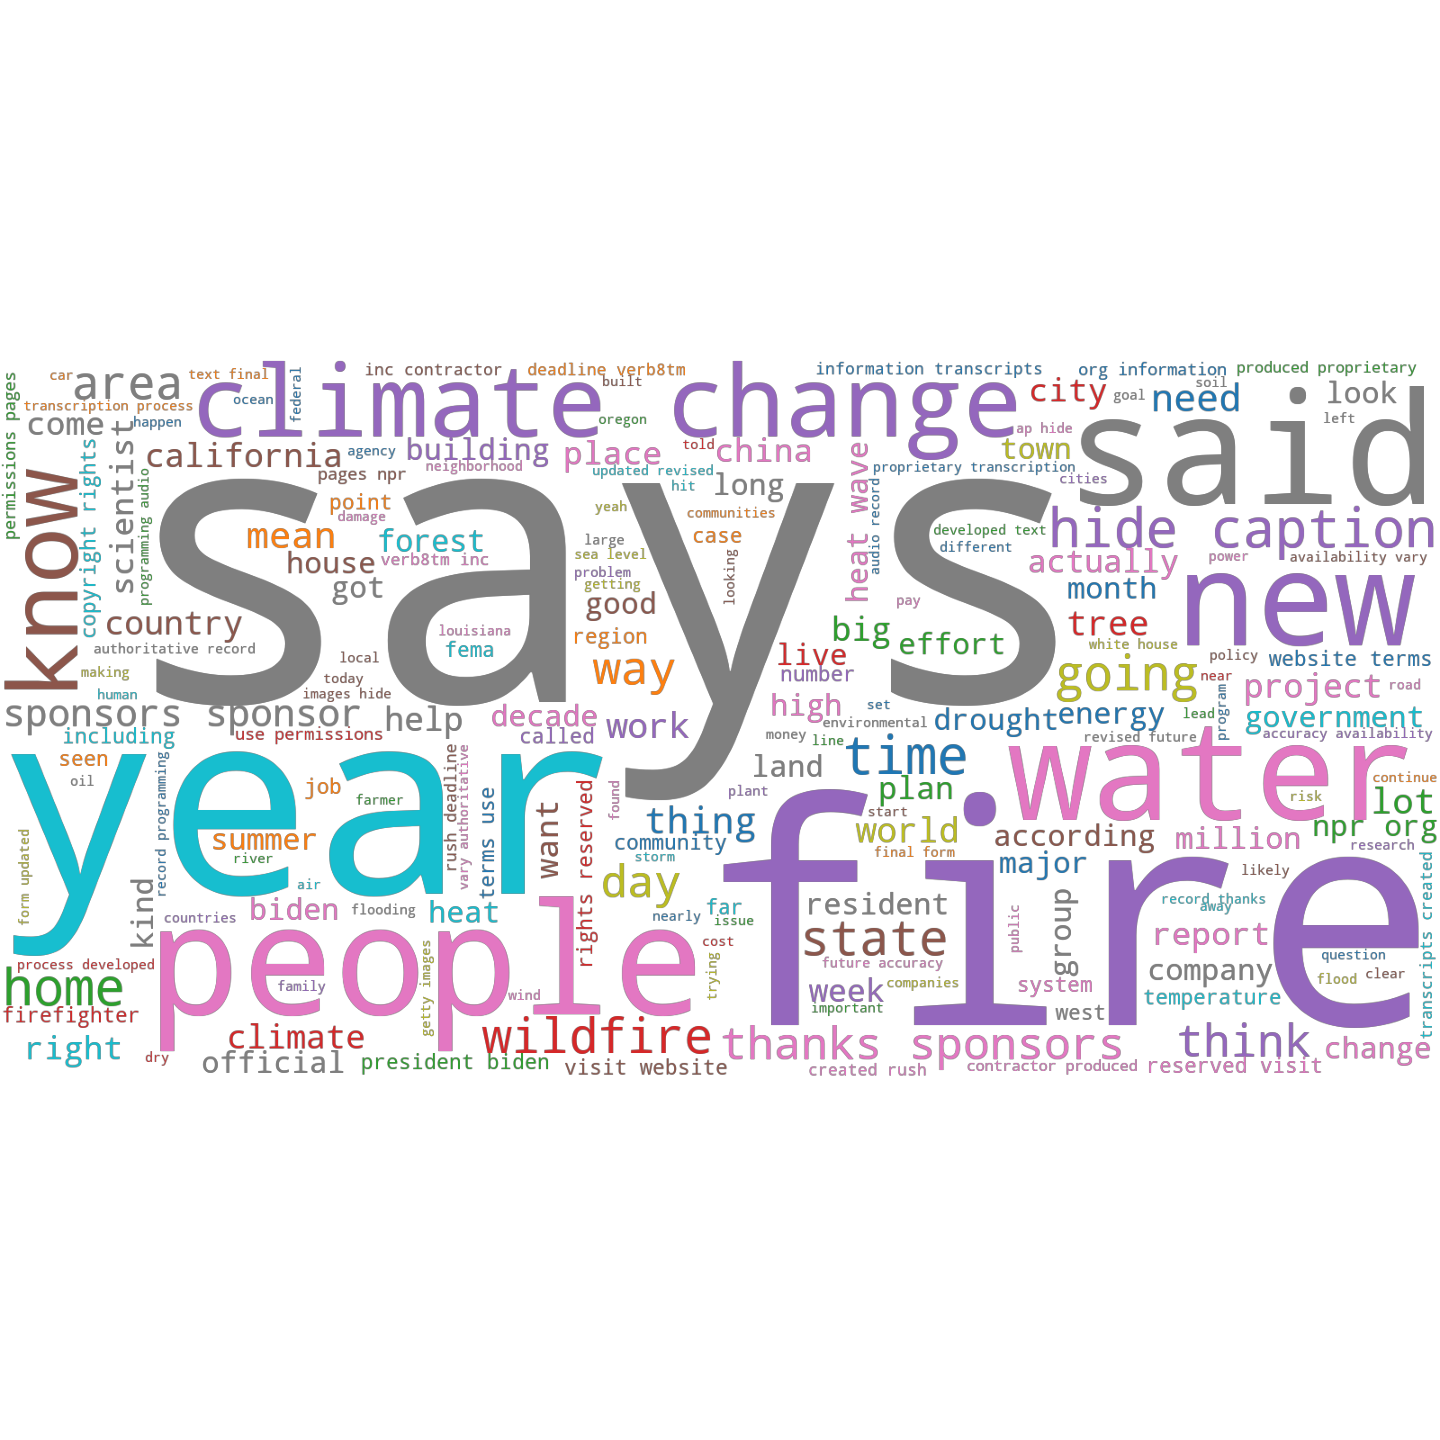 says
said
year
fire
climate change
new
know
people
water
hide caption
area
car
text final
inc contractor
deadline verb8tm
built
information transcripts
org information
produced proprietary
permissions pages
transcription process
come
happen
ocean
federal
oregon
city
goal
soil
need
look
left
ap hide
california
agency
building
place
told
china
town
scientist
copyright rights
programming audio
pages npr
neighborhood
updated revised
hit
long
heat wave
proprietary transcription
cities
point
damage
mean
forest
yeah
communities
developed text
different
audio record
house
verb8tm inc
large
sea level
case
actually
power
availability vary
got
problem
getting
looking
pay
month
country
good
big
effort
tree
authoritative record
louisiana
fema
region
live
white house
policy
website terms
making
local
today
human
images hide
way
number
going
near
project
road
sponsors
sponsor
help
decade
high
set
environmental
drought
energy
lead
program
government
including
use permissions
called
work
money
line
revised future
accuracy availability
seen
oil
land
time
continue
job
farmer
rush deadline
vary authoritative
terms use
want
rights reserved
found
plant
plan
risk
lot
record programming
summer
river
thing
start
world
according
million
npr org
form updated
community
storm
final form
major
research
air
day
likely
kind
countries
biden
flooding
heat
nearly
far
issue
resident
group
record thanks
away
public
state
report
cost
process developed
family
getty images
wind
trying
future accuracy
week
companies
system
company
question
flood
clear
transcripts created
home
important
west
temperature
firefighter
climate
wildfire
thanks sponsors
think
change
right
dry
official
president biden
visit website
created rush
contractor produced
reserved visit